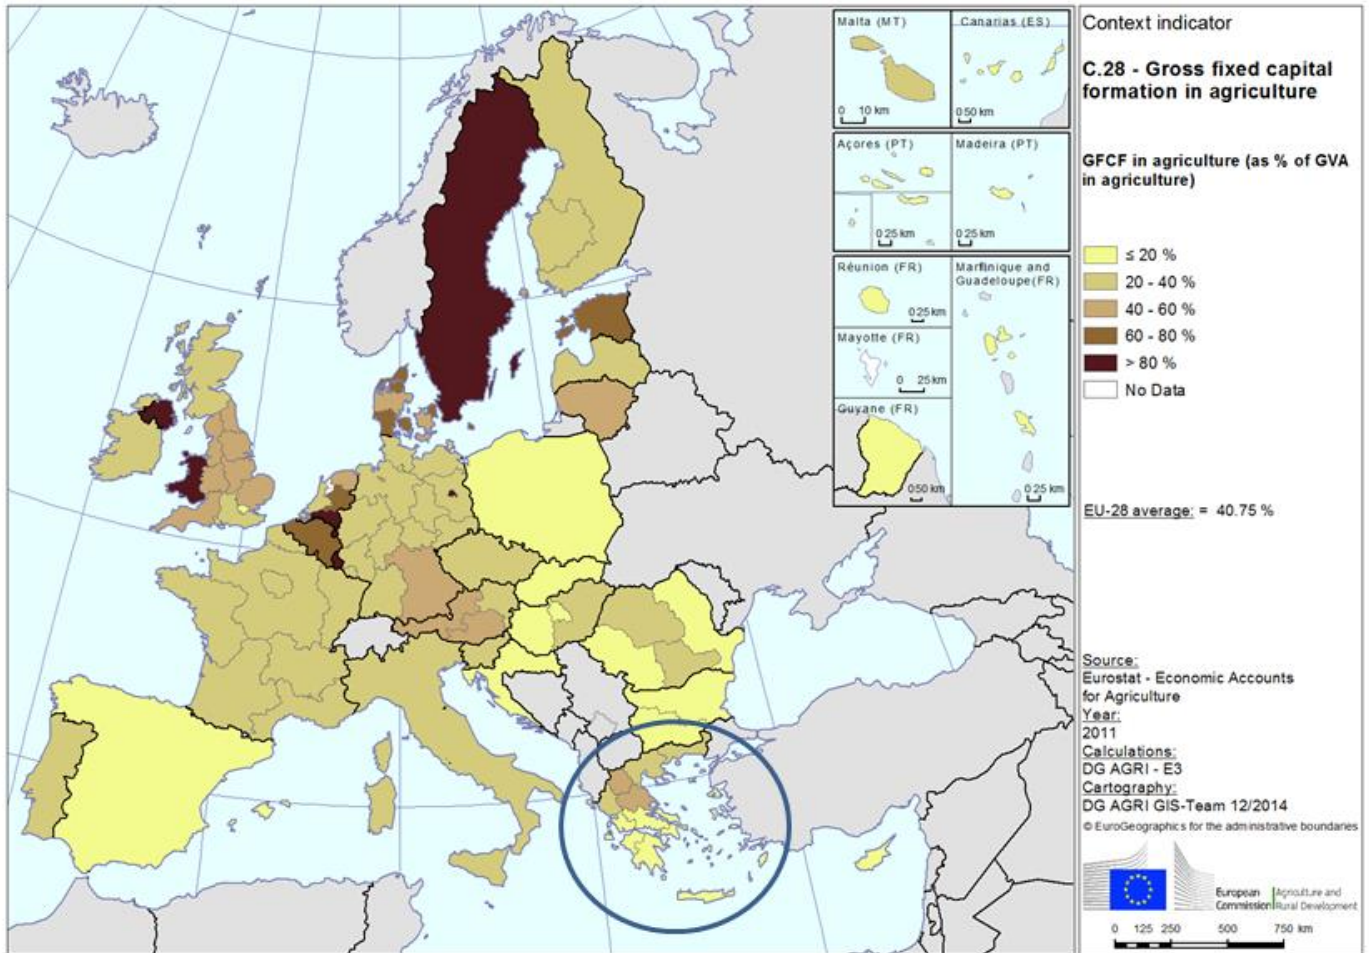 Malta (MT)
0 10 km
Canarias (ES)
0 50 km
Açores (PT)
0 25 km
Madeira (PT)
0 25 km
Réunion (FR)
0 25 km
Martinique and
Guadeloupe(FR)
0 25 km
Mayotte (FR)
0 25km
Guyane (FR)
0 50 km
Context indicator
C.28 - Gross fixed capital
formation in agriculture
GFCF in agriculture (as % of GVA
in agriculture)
≤ 20 %
20 - 40 %
40 - 60 %
60 - 80 %
> 80 %
No Data
EU-28 average: = 40.75 %
Source:
Eurostat - Economic Accounts
for Agriculture
Year:
2011
Calculations:
DG AGRI - E3
Cartography:
DG AGRI GIS-Team 12/2014
© EuroGeographics for the administrative boundaries
European
Commission
Agriculture and
Rural Development
0 125 250 500 750 km